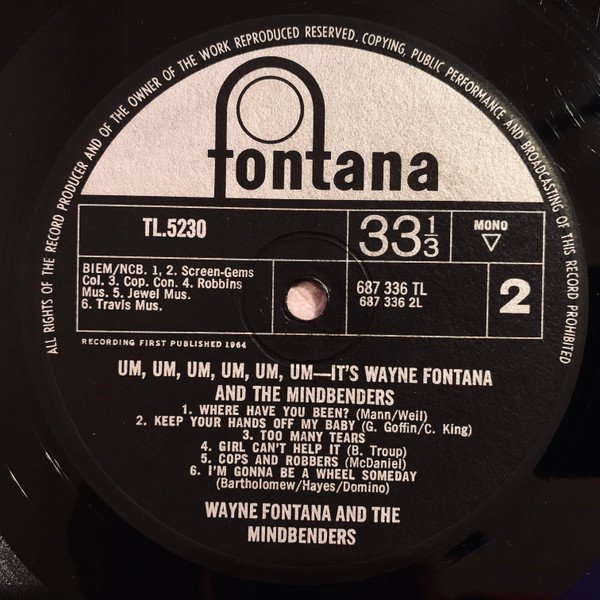 ALL RIGHTS OF THE RECORD PRODUCER AND OF THE OWNER OF THE WORK REPRODUCED RESERVED. COPYING, PUBLIC PERFORMANCE AND BROADCASTING OF THIS RECORD PROHIBITED
fontana
TL.5230
33 1/3
MONO
BIEM/NCB. 1, 2. Screen-Gems
Col. 3. Cop. Con. 4. Robbins
Mus. 5. Jewel Mus.
6. Travis Mus.
687 336 TL
687 336 2L
2
RECORDING FIRST PUBLISHED 1964
UM, UM, UM, UM, UM, UM—IT'S WAYNE FONTANA
AND THE MINDBENDERS
1. WHERE HAVE YOU BEEN? (Mann/Weil)
2. KEEP YOUR HANDS OFF MY BABY (G. Goffin/C. King)
3. TOO MANY TEARS
4. GIRL CAN'T HELP IT (B. Troup)
5. COPS AND ROBBERS (McDaniel)
6. I'M GONNA BE A WHEEL SOMEDAY
(Bartholomew/Hayes/Domino)
WAYNE FONTANA AND THE
MINDBENDERS